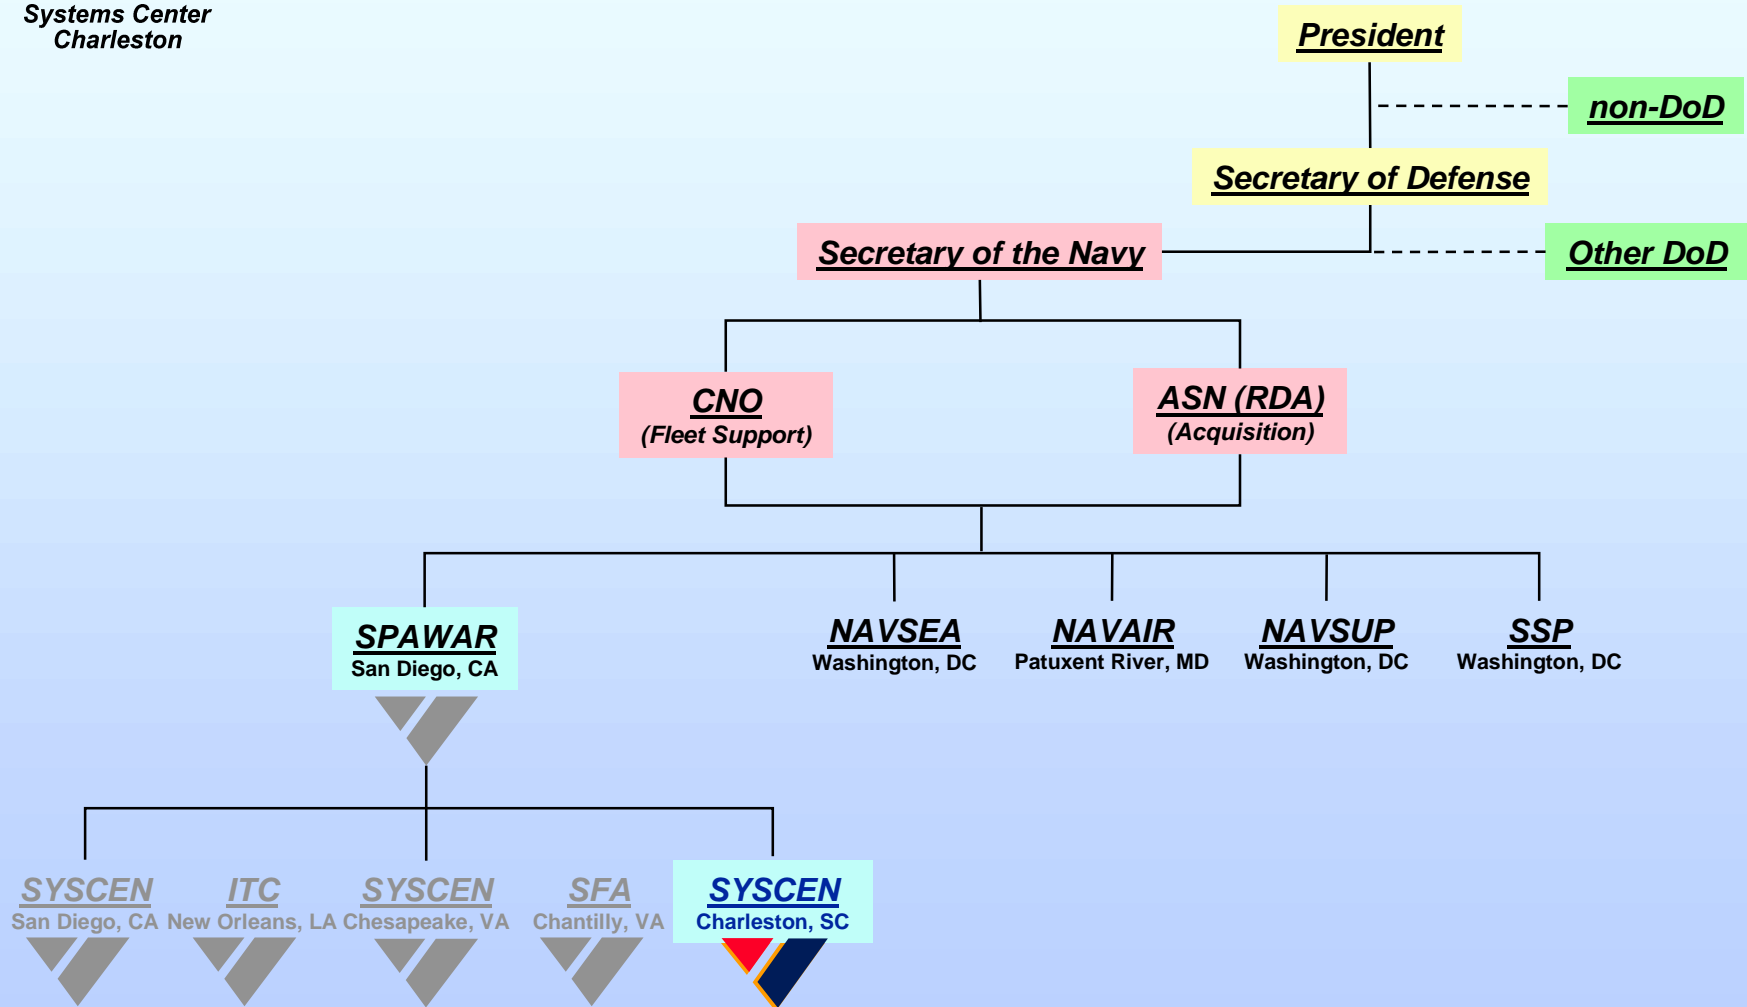 Systems Center
Charleston
President
non-DoD
Secretary of Defense
Secretary of the Navy
Other DoD
CNO
(Fleet Support)
ASN (RDA)
(Acquisition)
SPAWAR
San Diego, CA
NAVSEA
Washington, DC
NAVAIR
Patuxent River, MD
NAVSUP
Washington, DC
SSP
Washington, DC
SYSCEN
San Diego, CA
ITC
New Orleans, LA
SYSCEN
Chesapeake, VA
SFA
Chantilly, VA
SYSCEN
Charleston, SC